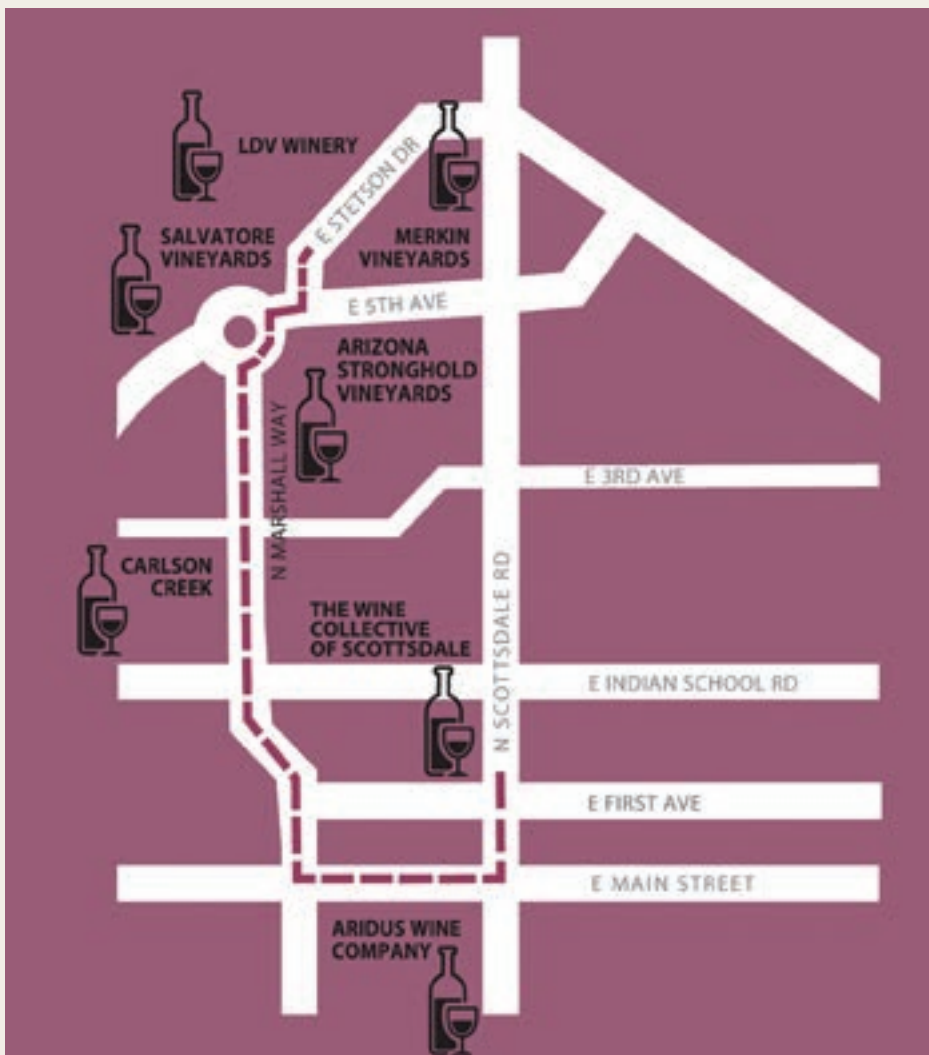 LDV WINERY
E STETSON DR
SALVATORE
VINEYARDS
MERKIN
VINEYARDS
E 5TH AVE
ARIZONA
STRONGHOLD
VINEYARDS
N MARSHALL WAY
E 3RD AVE
CARLSON
CREEK
THE WINE
COLLECTIVE
OF SCOTTSDALE
N SCOTTSDALE RD
E INDIAN SCHOOL RD
E FIRST AVE
E MAIN STREET
ARIDUS WINE
COMPANY